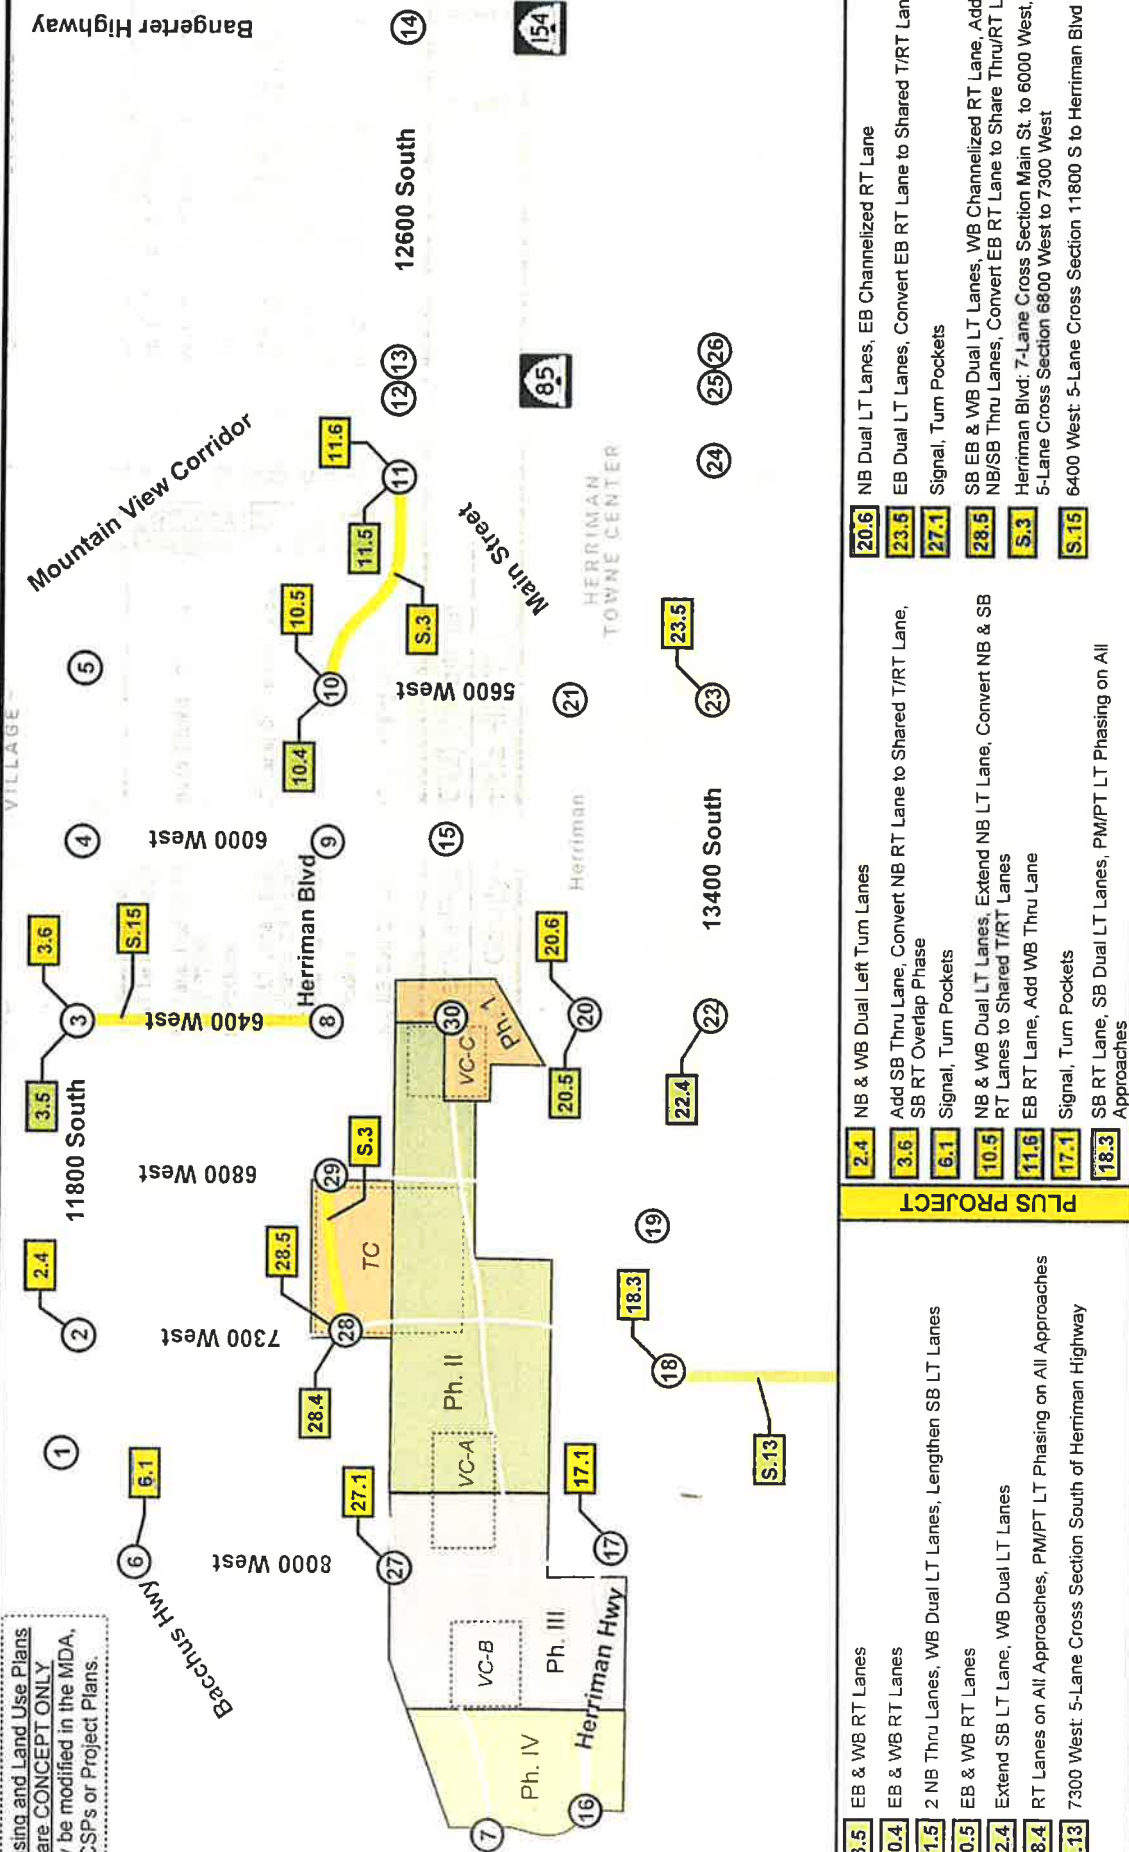 sing and Land Use Plans
are CONCEPT ONLY
y be modified in the MDA,
CSPs or Project Plans.
VILLAGE
Bangerter Highway
Mountain View Corridor
Bacchus Hwy
11800 South
12600 South
13400 South
Herriman Blvd
Main Street
Herriman Hwy
8000 West
7300 West
6800 West
6400 West
6000 West
5600 West
HERRIMAN
TOWNE CENTER
Herriman
154
85
1
2
3
4
5
6
7
8
9
10
11
12
13
14
15
16
17
18
19
20
21
22
23
24
25
26
27
28
29
30
6.1
2.4
3.5
3.6
S.15
10.4
10.5
11.5
11.6
S.3
27.1
28.4
28.5
S.3
17.1
18.3
S.13
20.5
20.6
22.4
23.5
TC
VC-A
VC-B
VC-C
Ph. I
Ph. II
Ph. III
Ph. IV
3.5 EB & WB RT Lanes
0.4 EB & WB RT Lanes
1.5 2 NB Thru Lanes, WB Dual LT Lanes, Lengthen SB LT Lanes
0.5 EB & WB RT Lanes
2.4 Extend SB LT Lane, WB Dual LT Lanes
8.4 RT Lanes on All Approaches, PM/PT LT Phasing on All Approaches
.13 7300 West: 5-Lane Cross Section South of Herriman Highway
PLUS PROJECT
2.4 NB & WB Dual Left Turn Lanes
3.6 Add SB Thru Lane, Convert NB RT Lane to Shared T/RT Lane,
SB RT Overlap Phase
6.1 Signal, Turn Pockets
10.5 NB & WB Dual LT Lanes, Extend NB LT Lane, Convert NB & SB
RT Lanes to Shared T/RT Lanes
11.6 EB RT Lane, Add WB Thru Lane
17.1 Signal, Turn Pockets
18.3 SB RT Lane, SB Dual LT Lanes, PM/PT LT Phasing on All
Approaches
20.6 NB Dual LT Lanes, EB Channelized RT Lane
23.5 EB Dual LT Lanes, Convert EB RT Lane to Shared T/RT Lan
27.1 Signal, Turn Pockets
28.5 SB EB & WB Dual LT Lanes, WB Channelized RT Lane, Add
NB/SB Thru Lanes, Convert EB RT Lane to Share Thru/RT L
S.3 Herriman Blvd: 7-Lane Cross Section Main St. to 6000 West,
5-Lane Cross Section 6800 West to 7300 West
S.15 6400 West: 5-Lane Cross Section 11800 S to Herriman Blvd